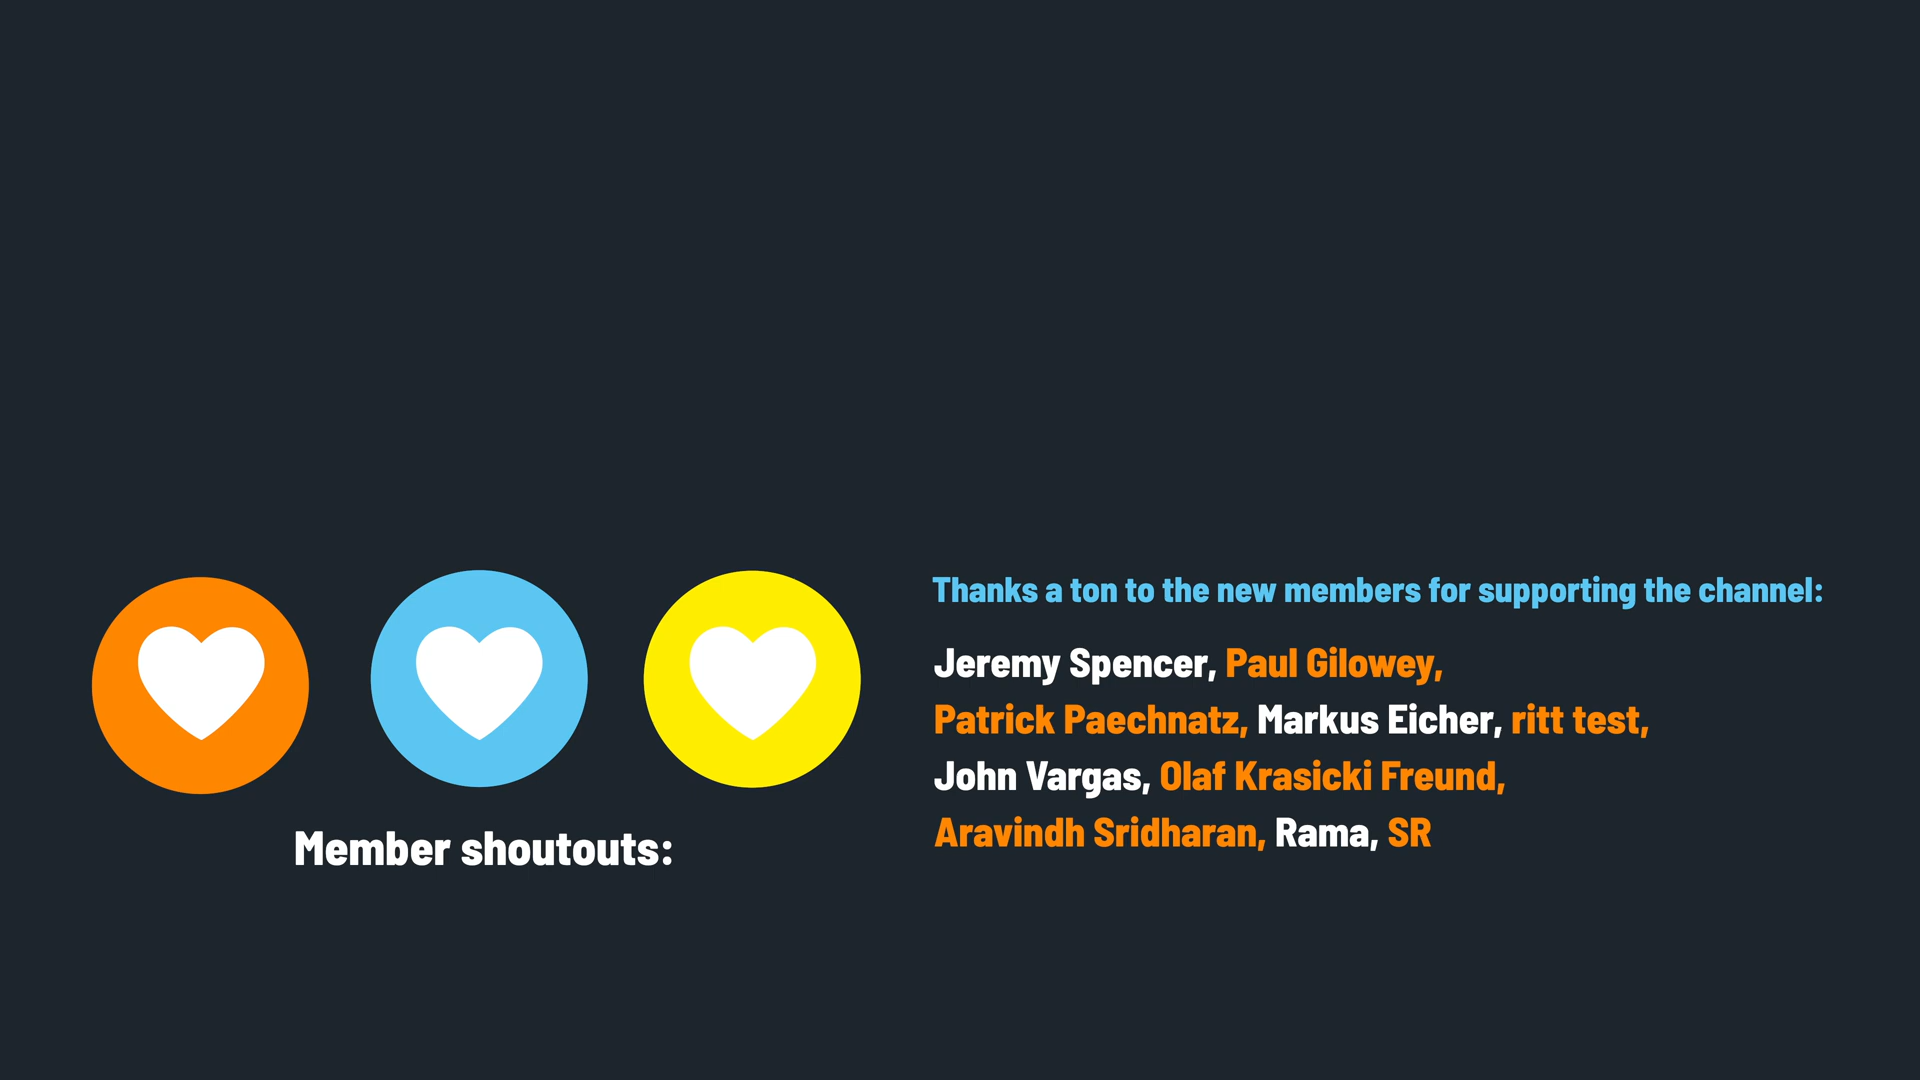 Member shoutouts:
Thanks a ton to the new members for supporting the channel:
Jeremy Spencer, Paul Gilowey,
Patrick Paechnatz, Markus Eicher, ritt test,
John Vargas, Olaf Krasicki Freund,
Aravindh Sridharan, Rama, SR